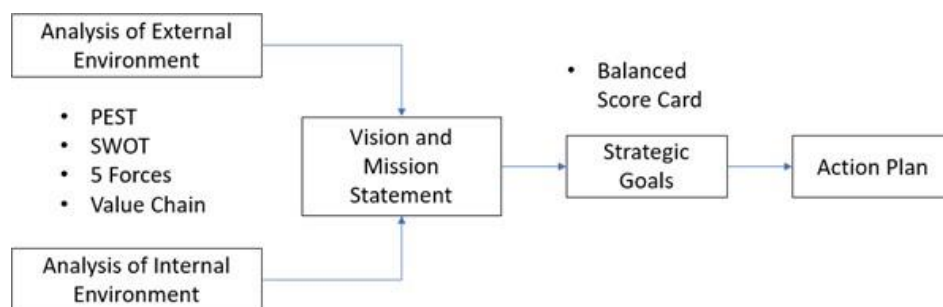 Analysis of External
Environment
• PEST
• SWOT
• 5 Forces
• Value Chain
Analysis of Internal
Environment
Vision and
Mission
Statement
• Balanced
Score Card
Strategic
Goals
Action Plan